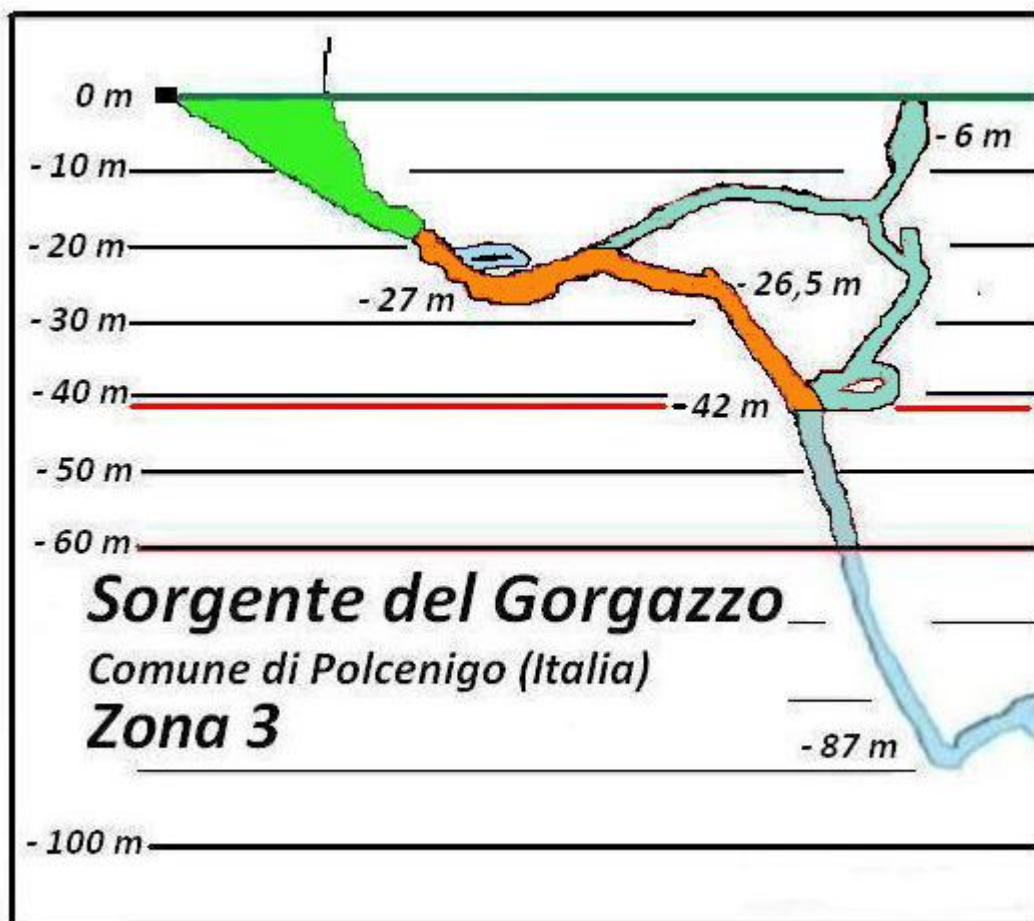 0 m
- 6 m
- 10 m
- 20 m
- 27 m
- 26,5 m
- 30 m
- 40 m
-42 m
- 50 m
- 60 m
Sorgente del Gorgazzo
Comune di Polcenigo (Italia)
Zona 3
- 87 m
- 100 m